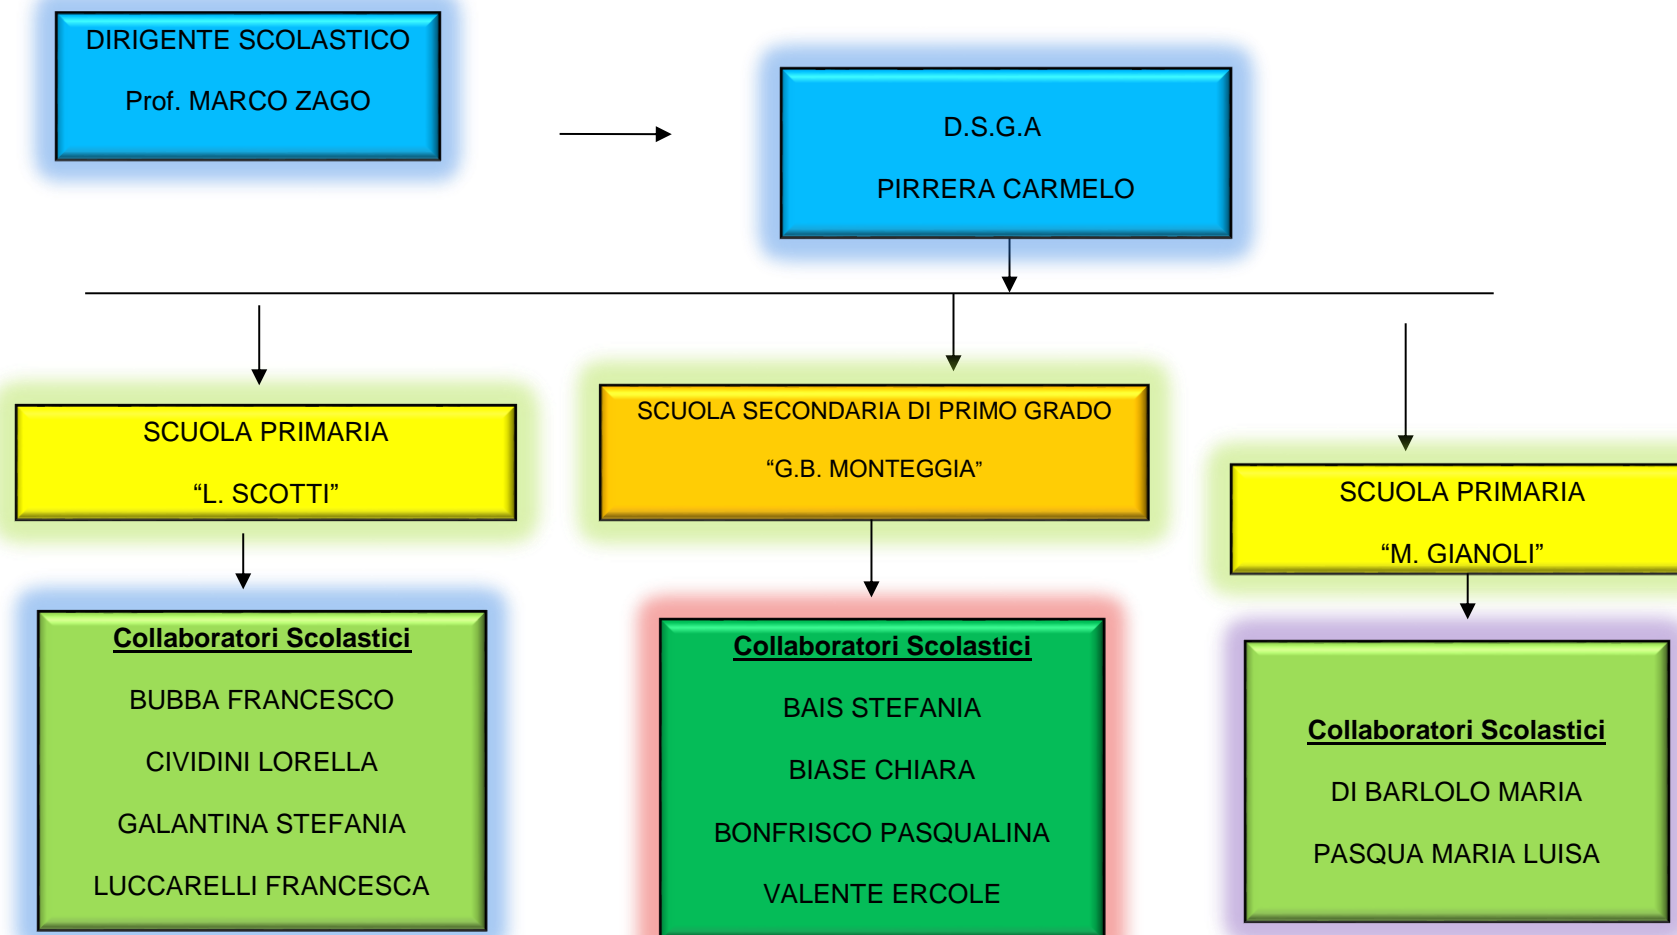 DIRIGENTE SCOLASTICO
Prof. MARCO ZAGO
D.S.G.A
PIRRERA CARMELO
SCUOLA PRIMARIA
“L. SCOTTI”
SCUOLA SECONDARIA DI PRIMO GRADO
“G.B. MONTEGGIA”
SCUOLA PRIMARIA
“M. GIANOLI”
Collaboratori Scolastici
BUBBA FRANCESCO
CIVIDINI LORELLA
GALANTINA STEFANIA
LUCCARELLI FRANCESCA
Collaboratori Scolastici
BAIS STEFANIA
BIASE CHIARA
BONFRISCO PASQUALINA
VALENTE ERCOLE
Collaboratori Scolastici
DI BARLOLO MARIA
PASQUA MARIA LUISA